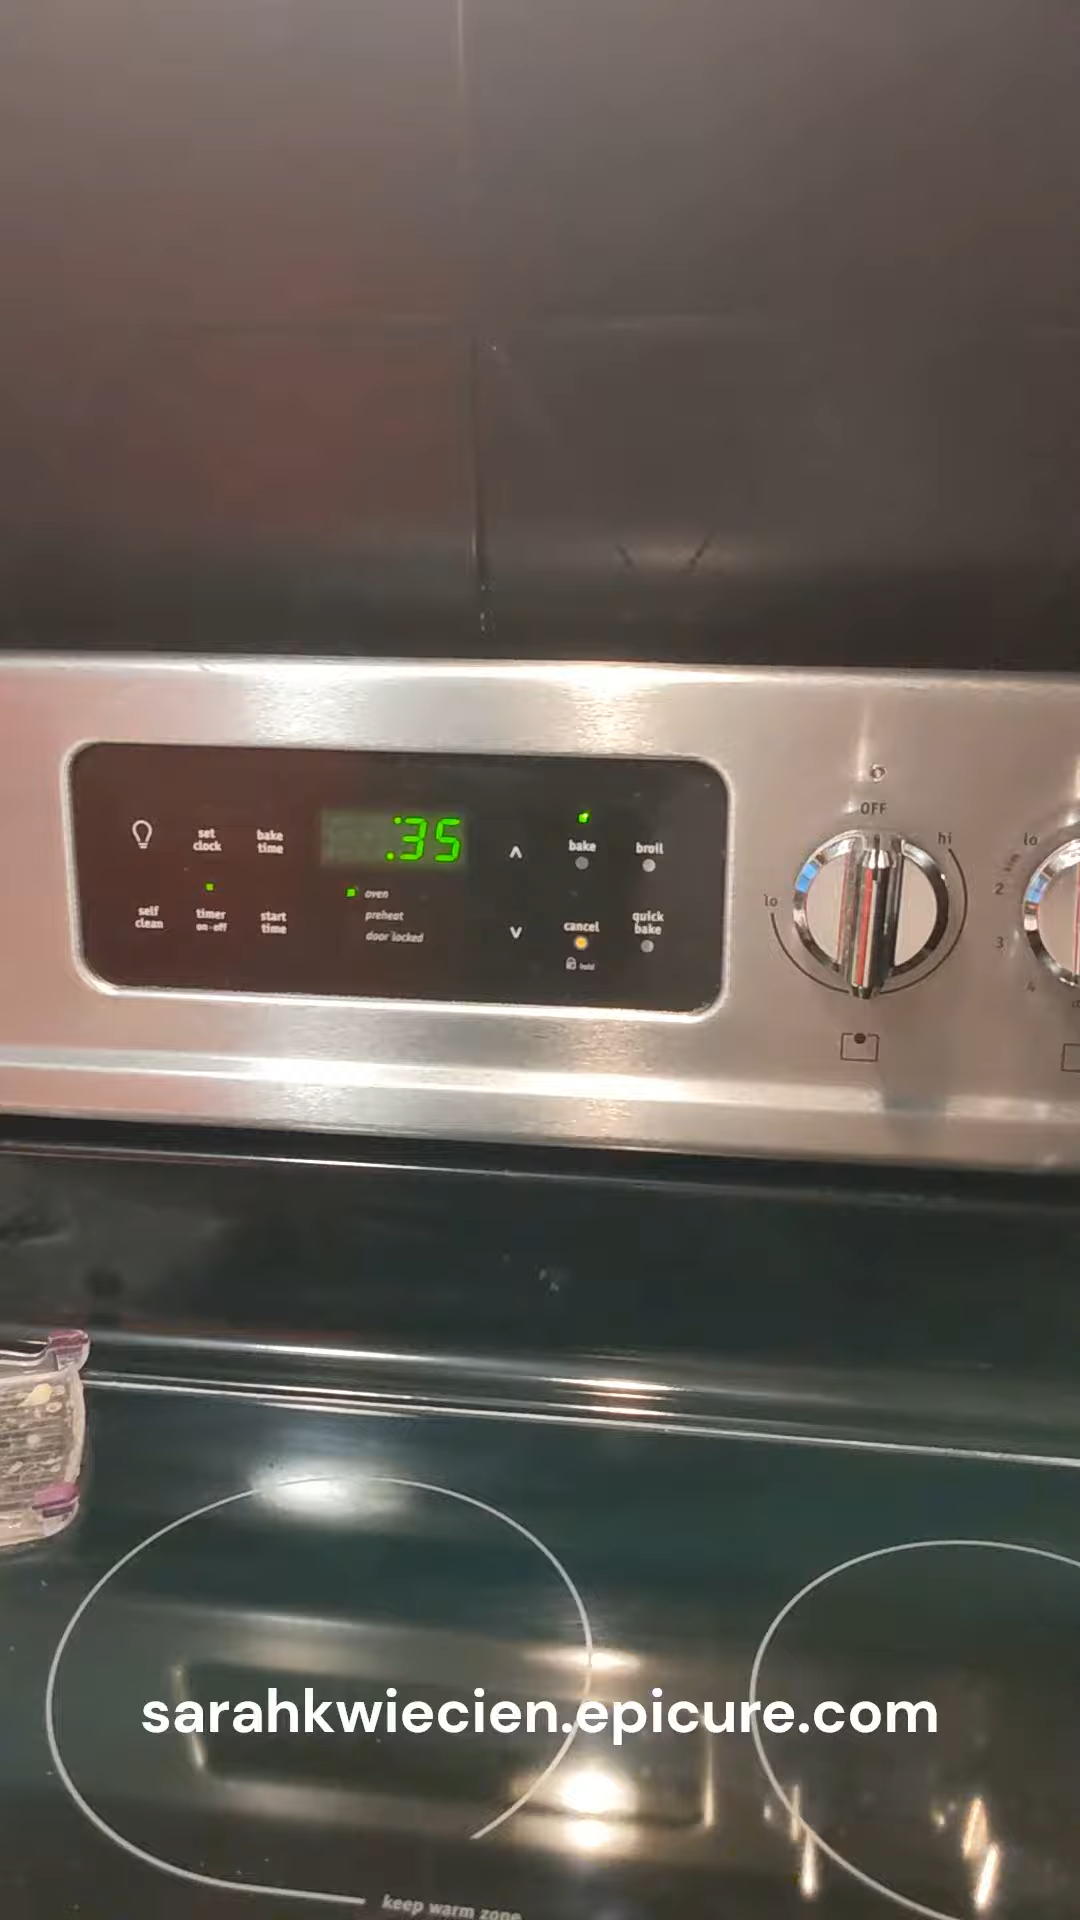 OFF
hi
lo
lo
2
3
4
:35
set
clock
bake
time
bake
broil
oven
preheat
door locked
self
clean
timer
on-off
start
time
cancel
quick
bake
hold
sarahkwiecien.epicure.com
keep warm zone